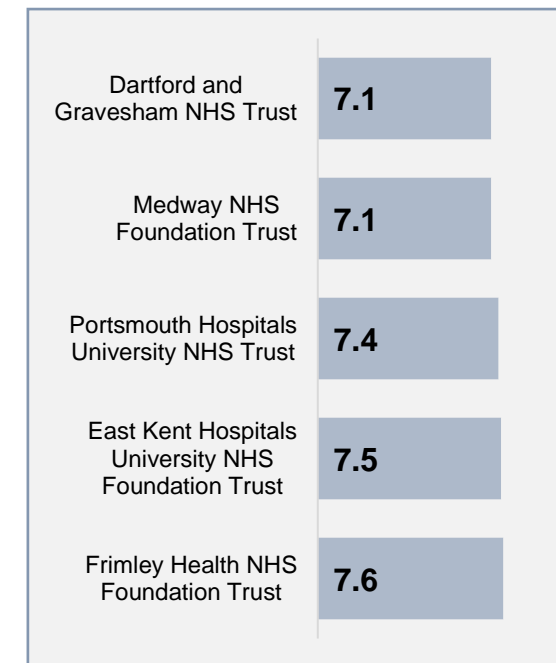 Dartford and
Gravesham NHS Trust
7.1
Medway NHS
Foundation Trust
7.1
Portsmouth Hospitals
University NHS Trust
7.4
East Kent Hospitals
University NHS
Foundation Trust
7.5
Frimley Health NHS
Foundation Trust
7.6